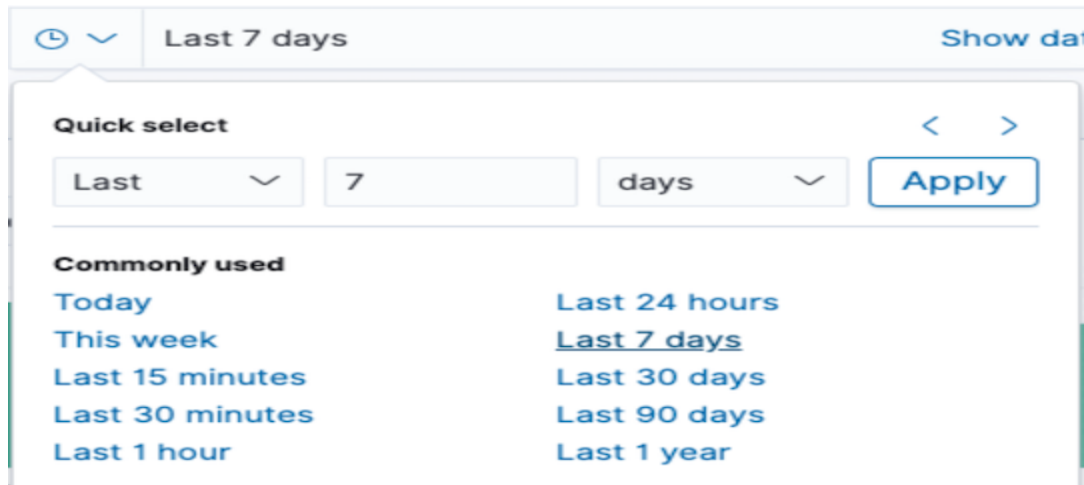 Last 7 days Show dat
Quick select
Last 7 days Apply
Commonly used
Today Last 24 hours
This week Last 7 days
Last 15 minutes Last 30 days
Last 30 minutes Last 90 days
Last 1 hour Last 1 year